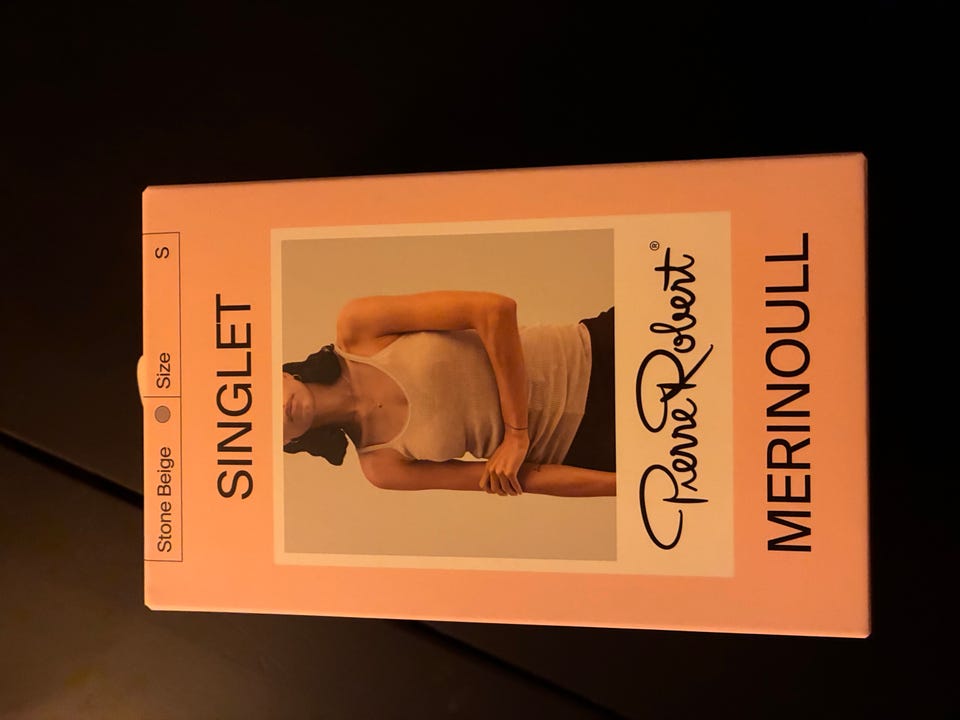 Stone Beige Size S
SINGLET
Pierre Robert®
MERINOULL